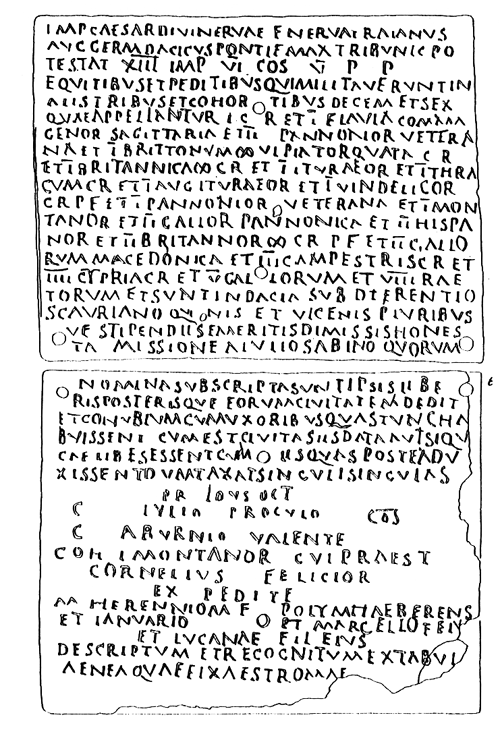 IMP CAESAR DIVI NERVAE F NERVA TRAIANVS
AVG GERM DACICVS PONTIF MAX TRIBVNIC PO
TESTAT XIIII IMP VI COS V P P
EQVITIBVS ET PEDITIBVS QVI MILITAVERVNT IN
ALIS TRIBVS ET COHORTIBVS DECEM ET SEX
QVAE APPELLANTVR I C R ET I FLAVIA COMMA
GENOR SAGITTARIA ET III PANNONIOR VETERA
NA ET I BRITTONVM ∞ VLPIA TORQVATA C R
ET I BRITANNICA ∞ C R ET I ITVRAEOR ET I THRA
CVM C R ET I AVG ITVRAEOR ET I VINDELICOR
C R P F ET I PANNONIOR VETERANA ET I MON
TANOR ET II GALLOR PANNONICA ET II HISPA
NOR ET II BRITANNOR ∞ C R P F ET II GALLO
RVM MACEDONICA ET III CAMPESTRIS C R ET
IIII CYPRIA C R ET V GALLORVM ET VIII RAE
TORVM ET SVNT IN DACIA SVB D TERENTIO
SCAVRIANO QVINIS ET VICENIS PLVRIBVS
VE STIPENDIIS EMERITIS DIMISSIS HONES
TA MISSIONE A IVLIO SABINO QVORVM
NOMINA SVBSCRIPTA SVNT IPSIS LIBE
RIS POSTERISQVE EORVM CIVITATEM DEDIT
ET CONVBIVM CVM VXORIBVS QVAS TVNC HA
BVISSENT CVM EST CIVITAS IIS DATA AVT SI QVI
CAELIBES ESSENT CVM IIS QVAS POSTEA DV
XISSENT DVMTAXAT SINGVLI SINGVLAS
PR IDVS OCT
C IVLIO PROCVLO
COS
C ABVRNIO VALENTE
COH I MONTANOR CVI PRAEST
CORNELIVS FELICIOR
EX PEDITE
M HERENNIO M F POLYMITAE BERENS
ET IANVARIO F EIVS ET MARCELLO F EIVS
ET LVCANAE FIL EIVS
DESCRIPTVM ET RECOGNITVM EX TABVL
AENEA QVAE FIXA EST ROMAE